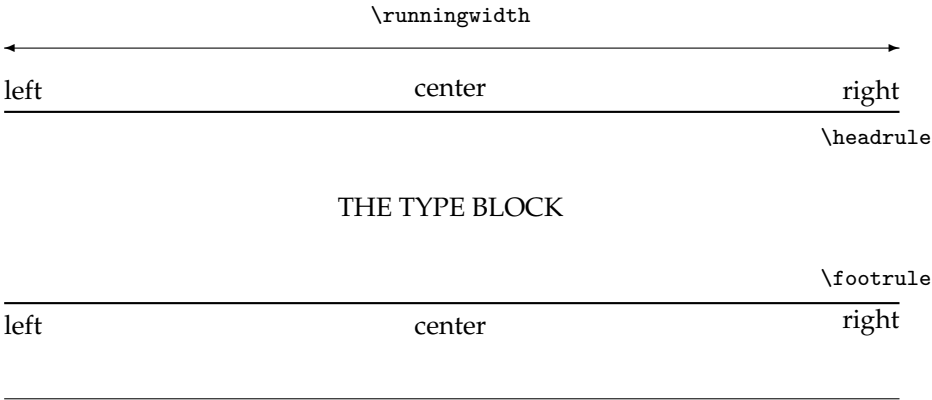 \runningwidth
left center right
\headrule
THE TYPE BLOCK
\footrule
left center right